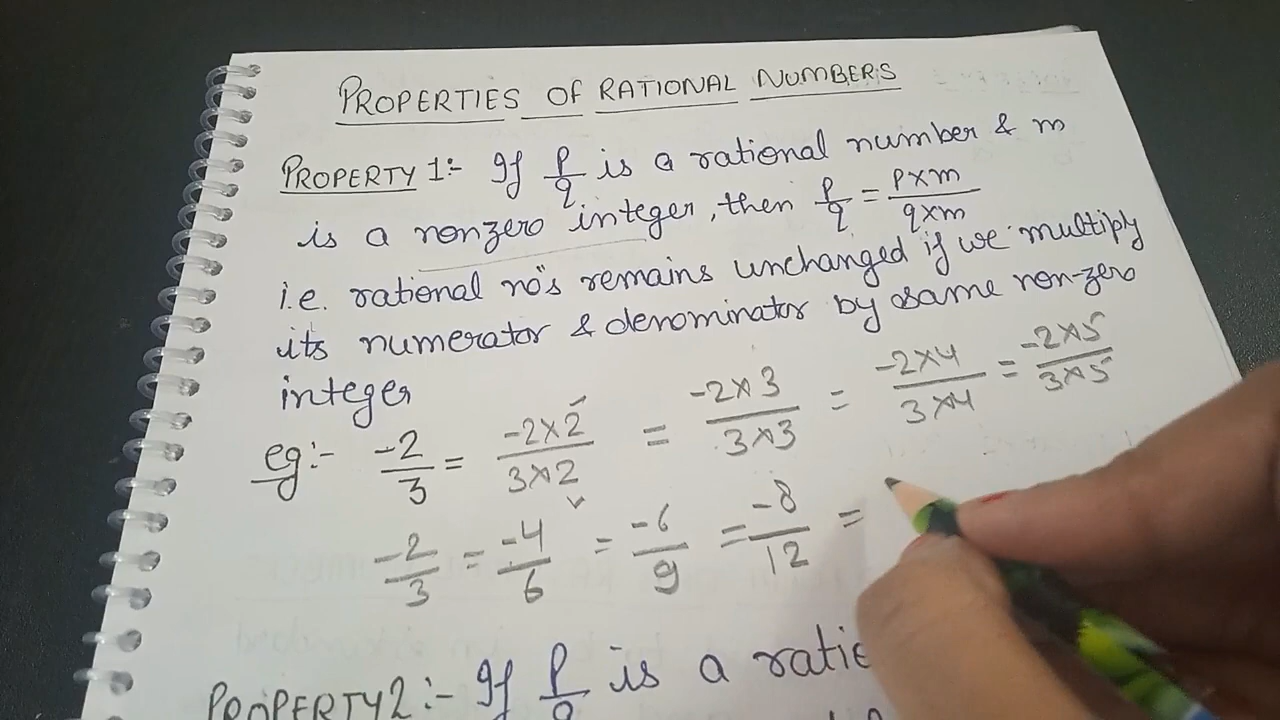 PROPERTIES OF RATIONAL NUMBERS
PROPERTY 1:- If p/q is a rational number & m
is a nonzero integer, then p/q = p×m/q×m
i.e. rational no's remains unchanged if we multiply
its numerator & denominator by same non-zero
integer
eg:- -2/3 = -2×2/3×2 = -2×3/3×3 = -2×4/3×4 = -2×5/3×5
-2/3 = -4/6 = -6/9 = -8/12 =
PROPERTY 2:- If p/q is a